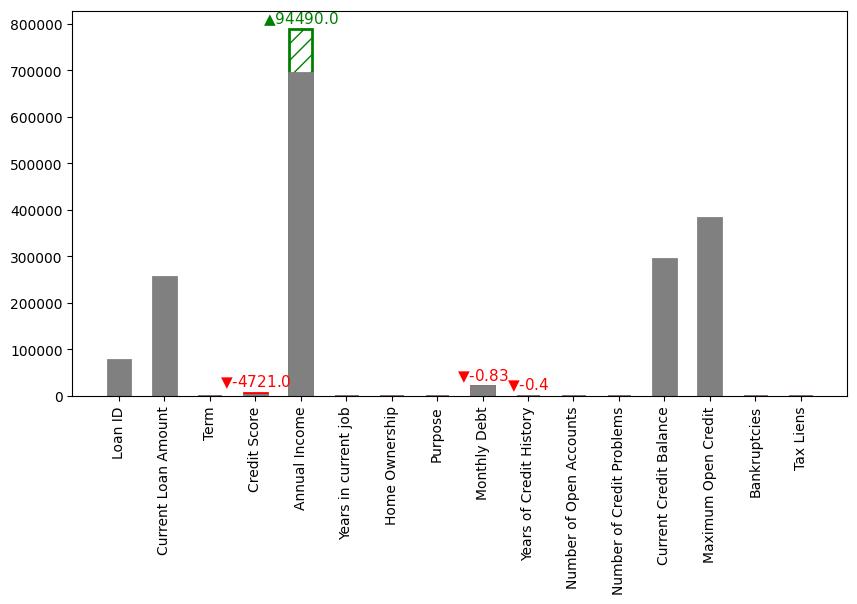 ▲94490.0
800000
700000
600000
500000
400000
300000
200000
100000
0
▼-4721.0
▼-0.83
▼-0.4
Loan ID
Current Loan Amount
Term
Credit Score
Annual Income
Years in current job
Home Ownership
Purpose
Monthly Debt
Years of Credit History
Number of Open Accounts
Number of Credit Problems
Current Credit Balance
Maximum Open Credit
Bankruptcies
Tax Liens